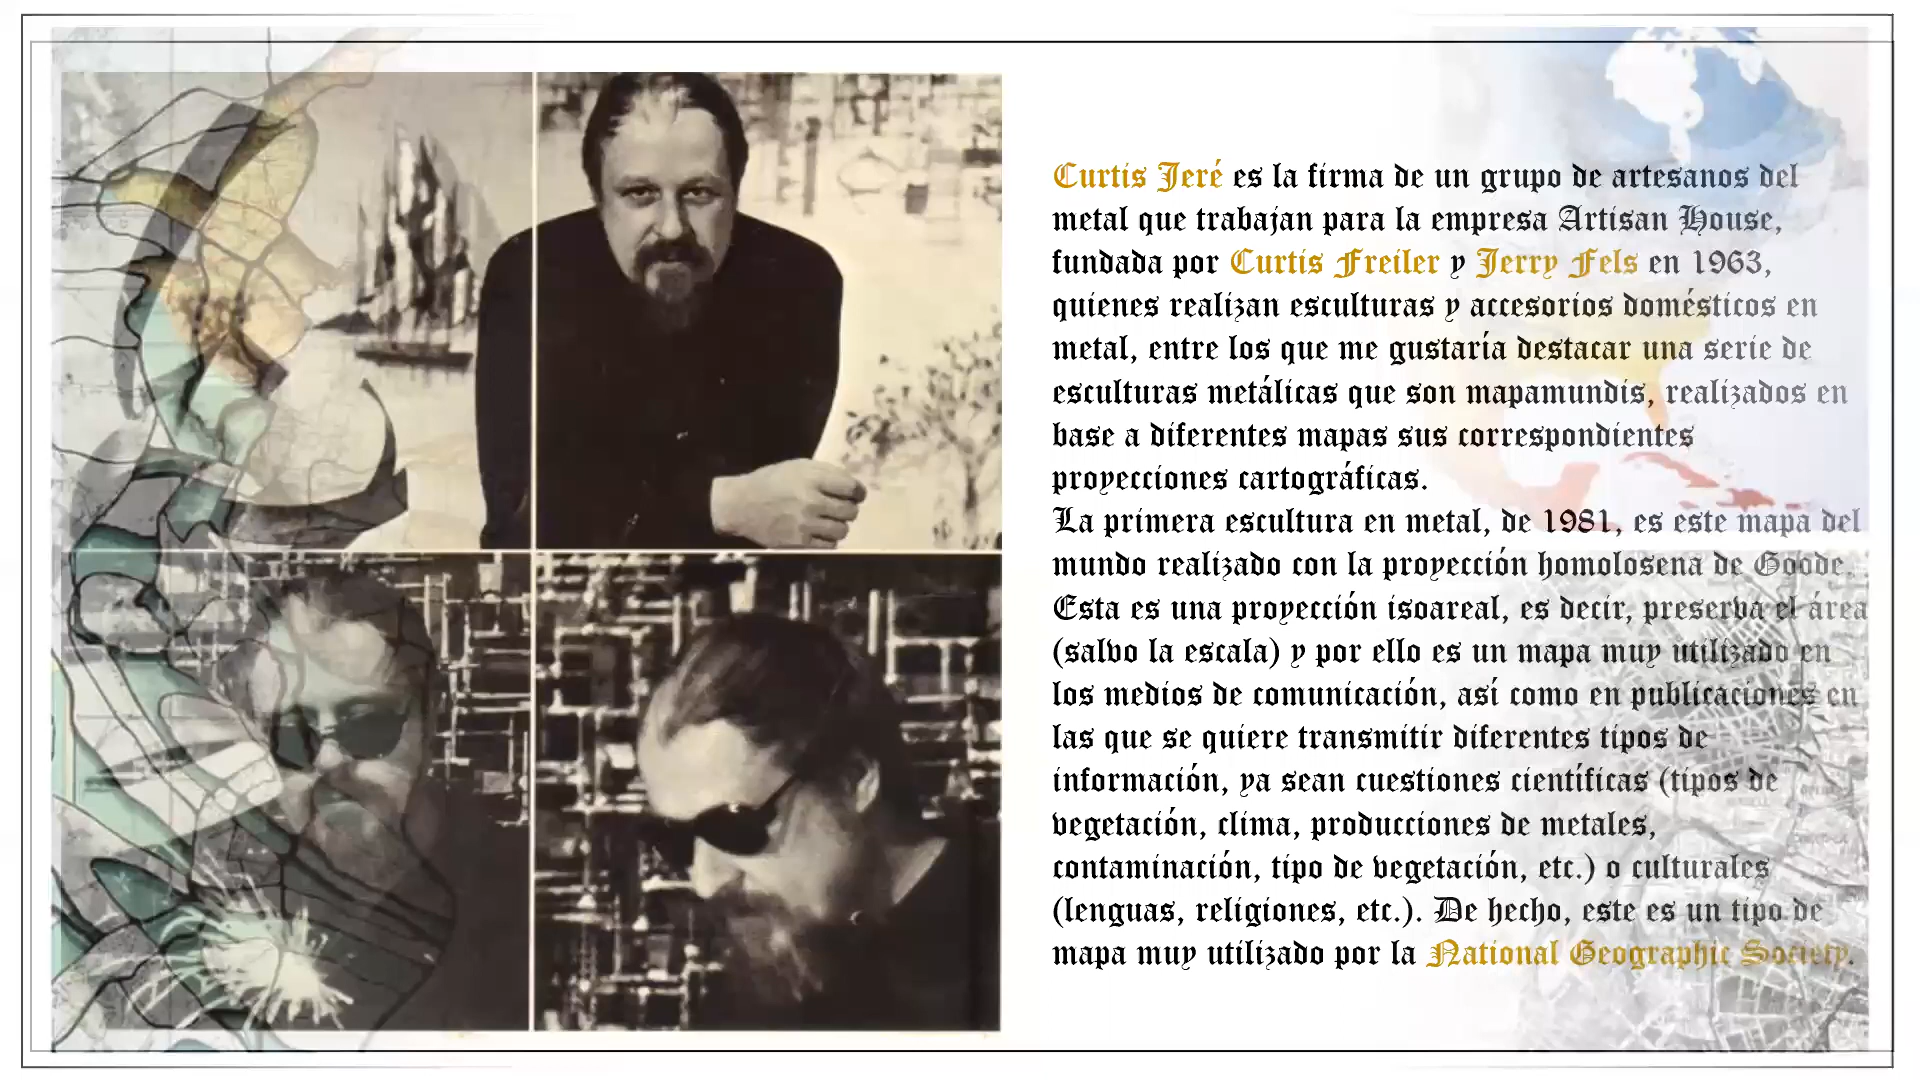 Curtis Jeré es la firma de un grupo de artesanos del
metal que trabajan para la empresa Artisan House,
fundada por Curtis Freiler y Jerry Fels en 1963,
quienes realizan esculturas y accesorios domésticos en
metal, entre los que me gustaría destacar una serie de
esculturas metálicas que son mapamundis, realizados en
base a diferentes mapas sus correspondientes
proyecciones cartográficas.
La primera escultura en metal, de 1981, es este mapa del
mundo realizado con la proyección homolosena de Goode.
Esta es una proyección isoareal, es decir, preserva el área
(salvo la escala) y por ello es un mapa muy utilizado en
los medios de comunicación, así como en publicaciones en
las que se quiere transmitir diferentes tipos de
información, ya sean cuestiones científicas (tipos de
vegetación, clima, producciones de metales,
contaminación, tipo de vegetación, etc.) o culturales
(lenguas, religiones, etc.). De hecho, este es un tipo de
mapa muy utilizado por la National Geographic Society.